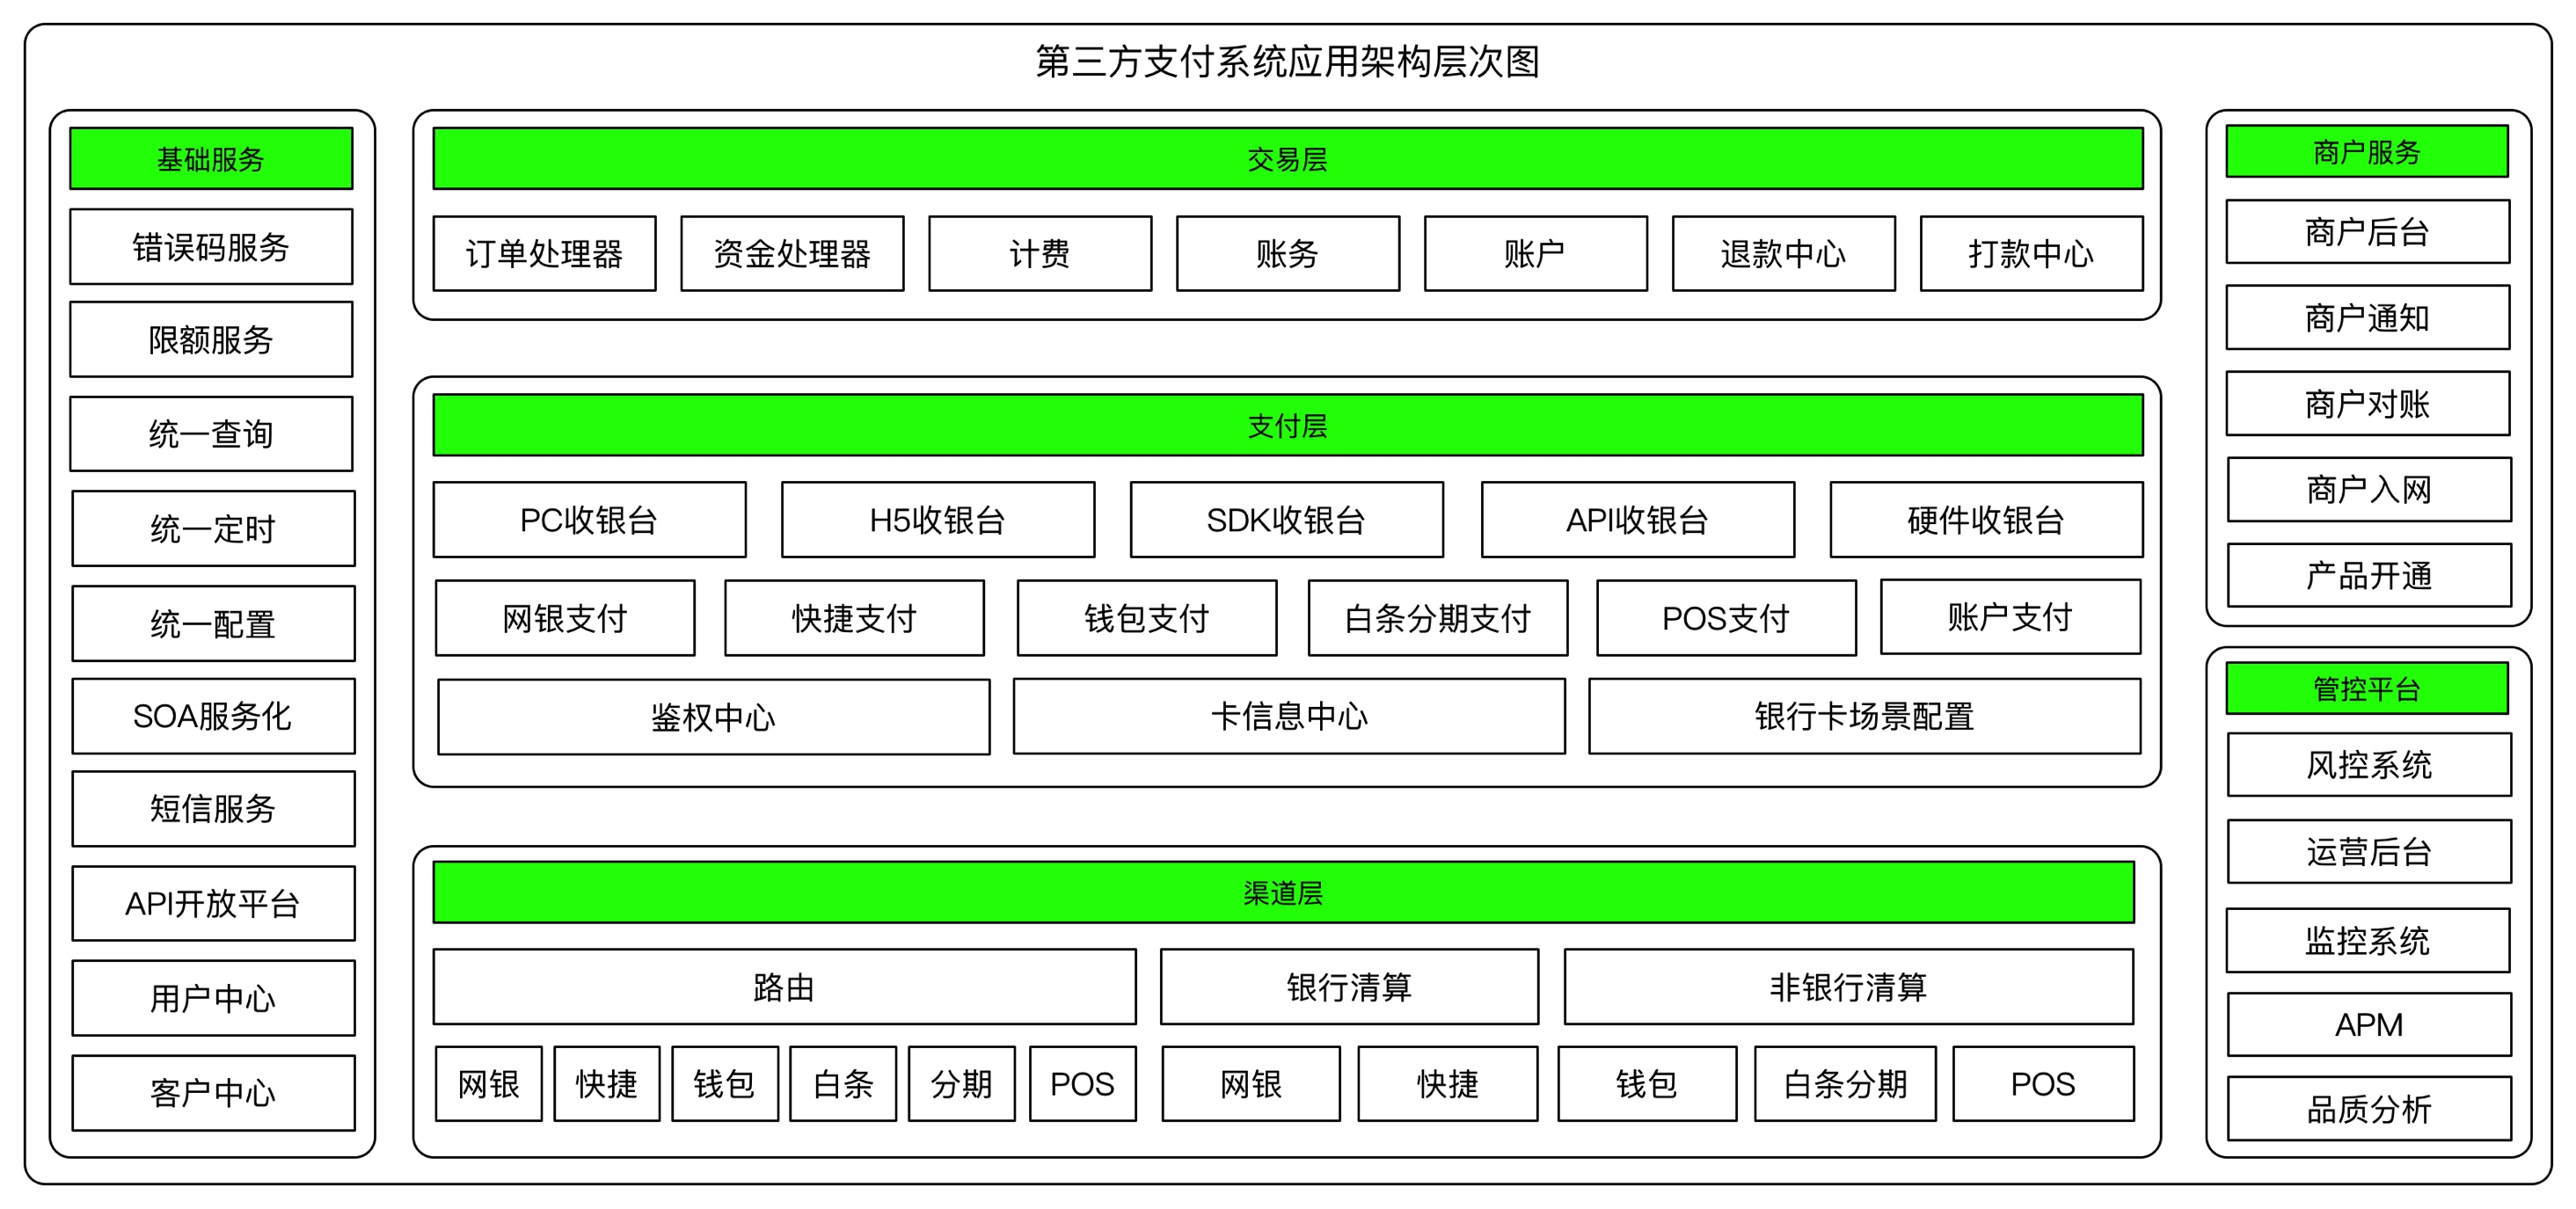 第三方支付系统应用架构层次图
基础服务
错误码服务
限额服务
统一查询
统一定时
统一配置
SOA服务化
短信服务
API开放平台
用户中心
客户中心
交易层
订单处理器 资金处理器 计费 账务 账户 退款中心 打款中心
支付层
PC收银台 H5收银台 SDK收银台 API收银台 硬件收银台
网银支付 快捷支付 钱包支付 白条分期支付 POS支付 账户支付
鉴权中心 卡信息中心 银行卡场景配置
渠道层
路由 银行清算 非银行清算
网银 快捷 钱包 白条 分期 POS 网银 快捷 钱包 白条分期 POS
商户服务
商户后台
商户通知
商户对账
商户入网
产品开通
管控平台
风控系统
运营后台
监控系统
APM
品质分析